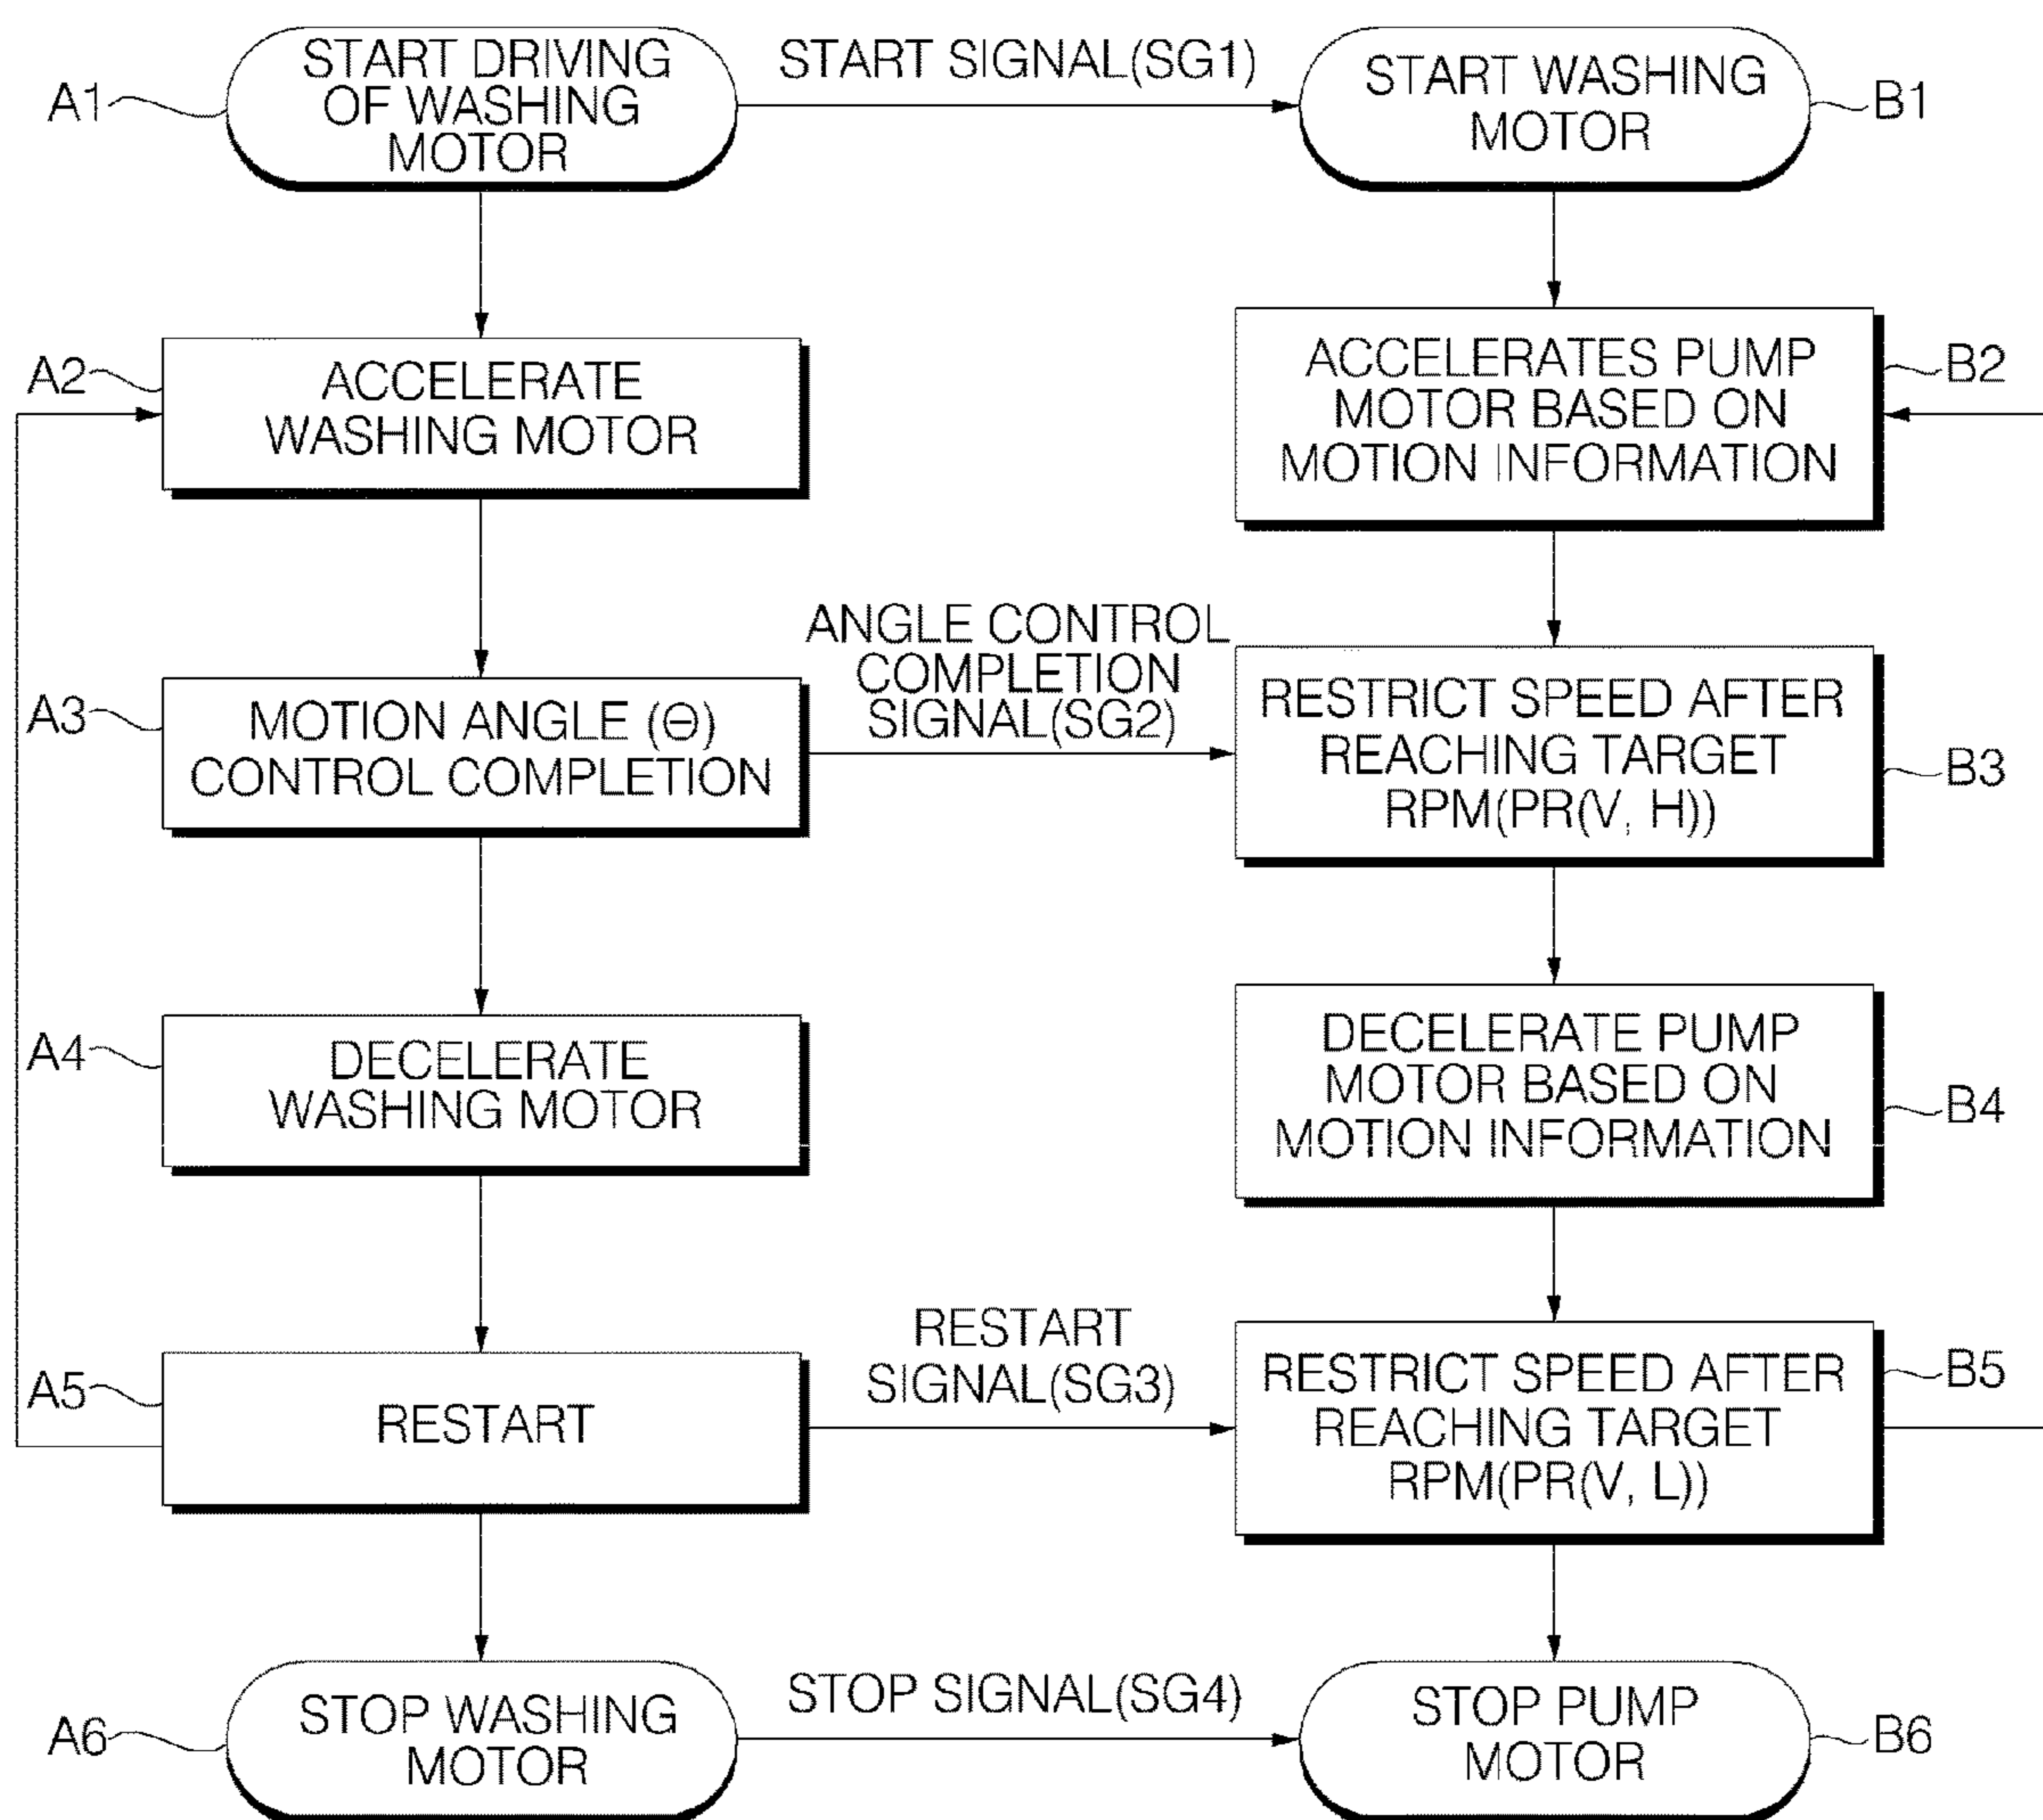 A1
START DRIVING
OF WASHING
MOTOR
START SIGNAL(SG1)
START WASHING
MOTOR
B1
A2
ACCELERATE
WASHING MOTOR
ACCELERATES PUMP
MOTOR BASED ON
MOTION INFORMATION
B2
A3
MOTION ANGLE (Θ)
CONTROL COMPLETION
ANGLE CONTROL
COMPLETION
SIGNAL(SG2)
RESTRICT SPEED AFTER
REACHING TARGET
RPM(PR(V, H))
B3
A4
DECELERATE
WASHING MOTOR
DECELERATE PUMP
MOTOR BASED ON
MOTION INFORMATION
B4
A5
RESTART
RESTART
SIGNAL(SG3)
RESTRICT SPEED AFTER
REACHING TARGET
RPM(PR(V, L))
B5
A6
STOP WASHING
MOTOR
STOP SIGNAL(SG4)
STOP PUMP
MOTOR
B6